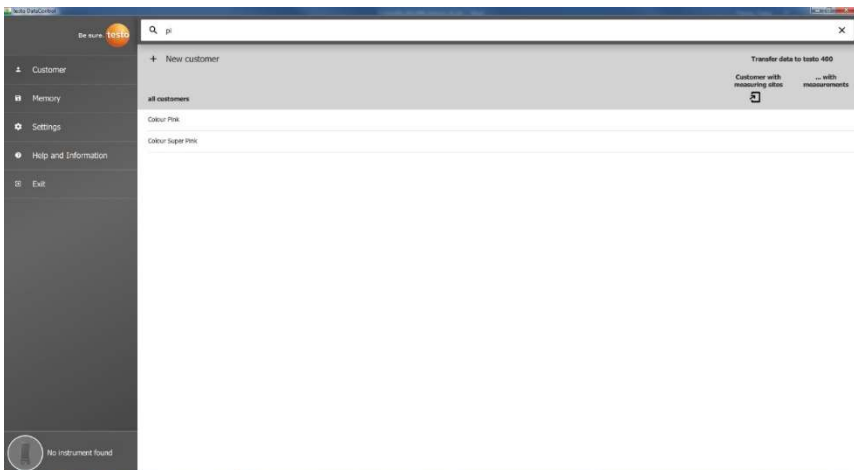 testo DataControl
Be sure. testo
Customer
Memory
Settings
Help and Information
Exit
No instrument found
pi
+ New customer
Transfer data to testo 400
Customer with
measuring sites
... with
measurements
all customers
Colour Pink
Colour Super Pink